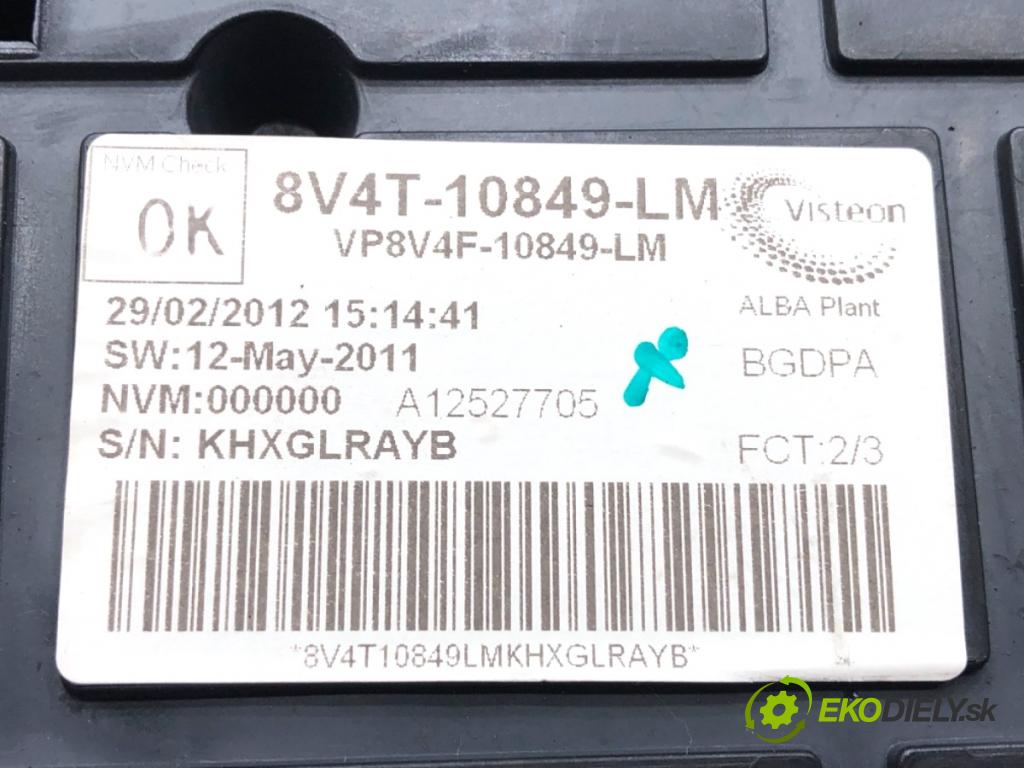 NVM Check
OK
8V4T-10849-LM
VP8V4F-10849-LM
Visteon
ALBA Plant
29/02/2012 15:14:41
SW:12-May-2011
BGDPA
NVM:000000 A12527705
S/N: KHXGLRAYB
FCT:2/3
*8V4T10849LMKHXGLRAYB*
EKODIELY.sk